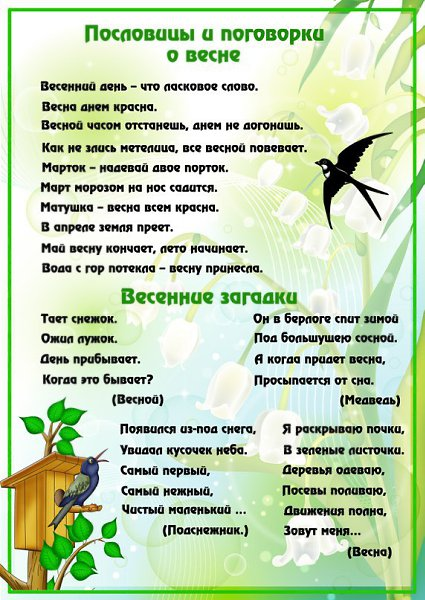 Пословицы и поговорки
о весне
Весенний день – что ласковое слово.
Весна днем красна.
Весной часом отстанешь, днем не догонишь.
Как не злись метелица, все весной повевает.
Марток – надевай двое порток.
Март морозом на нос садится.
Матушка – весна всем красна.
В апреле земля преет.
Май весну кончает, лето начинает.
Вода с гор потекла – весну принесла.
Весенние загадки
Тает снежок.
Ожил лужок.
День прибывает.
Когда это бывает?
(Весной)
Он в берлоге спит зимой
Под большущею сосной.
А когда придет весна,
Просыпается от сна.
(Медведь)
Появился из-под снега,
Увидал кусочек неба.
Самый первый,
Самый нежный,
Чистый маленький ...
(Подснежник.)
Я раскрываю почки,
В зеленые листочки.
Деревья одеваю,
Посевы поливаю,
Движения полна,
Зовут меня...
(Весна)